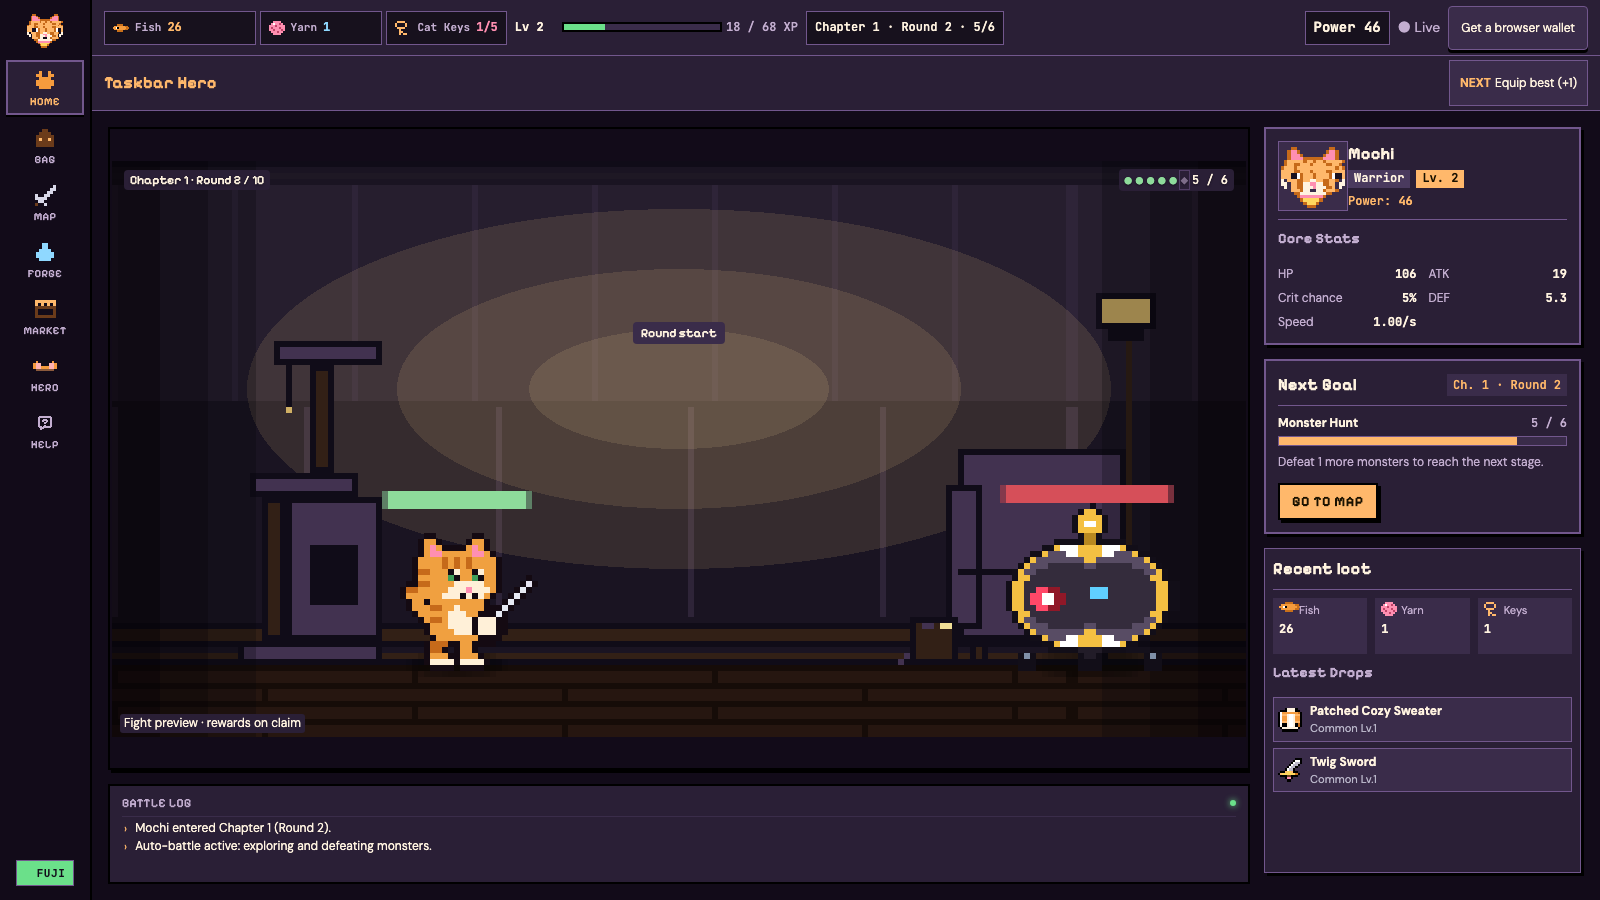 Fish 26
Yarn 1
Cat Keys 1/5
Lv 2
18 / 68 XP
Chapter 1 · Round 2 · 5/6
Power 46
Live
Get a browser wallet
HOME
BAG
MAP
FORGE
MARKET
HERO
HELP
FUJI
Taskbar Hero
NEXT Equip best (+1)
Chapter 1 · Round 2 / 10
5 / 6
Round start
Fight preview · rewards on claim
BATTLE LOG
› Mochi entered Chapter 1 (Round 2).
› Auto-battle active: exploring and defeating monsters.
Mochi
Warrior
Lv. 2
Power: 46
Core Stats
HP 106 ATK 19
Crit chance 5% DEF 5.3
Speed 1.00/s
Next Goal
Ch. 1 · Round 2
Monster Hunt 5 / 6
Defeat 1 more monsters to reach the next stage.
GO TO MAP
Recent loot
Fish
26
Yarn
1
Keys
1
Latest Drops
Patched Cozy Sweater
Common Lv.1
Twig Sword
Common Lv.1